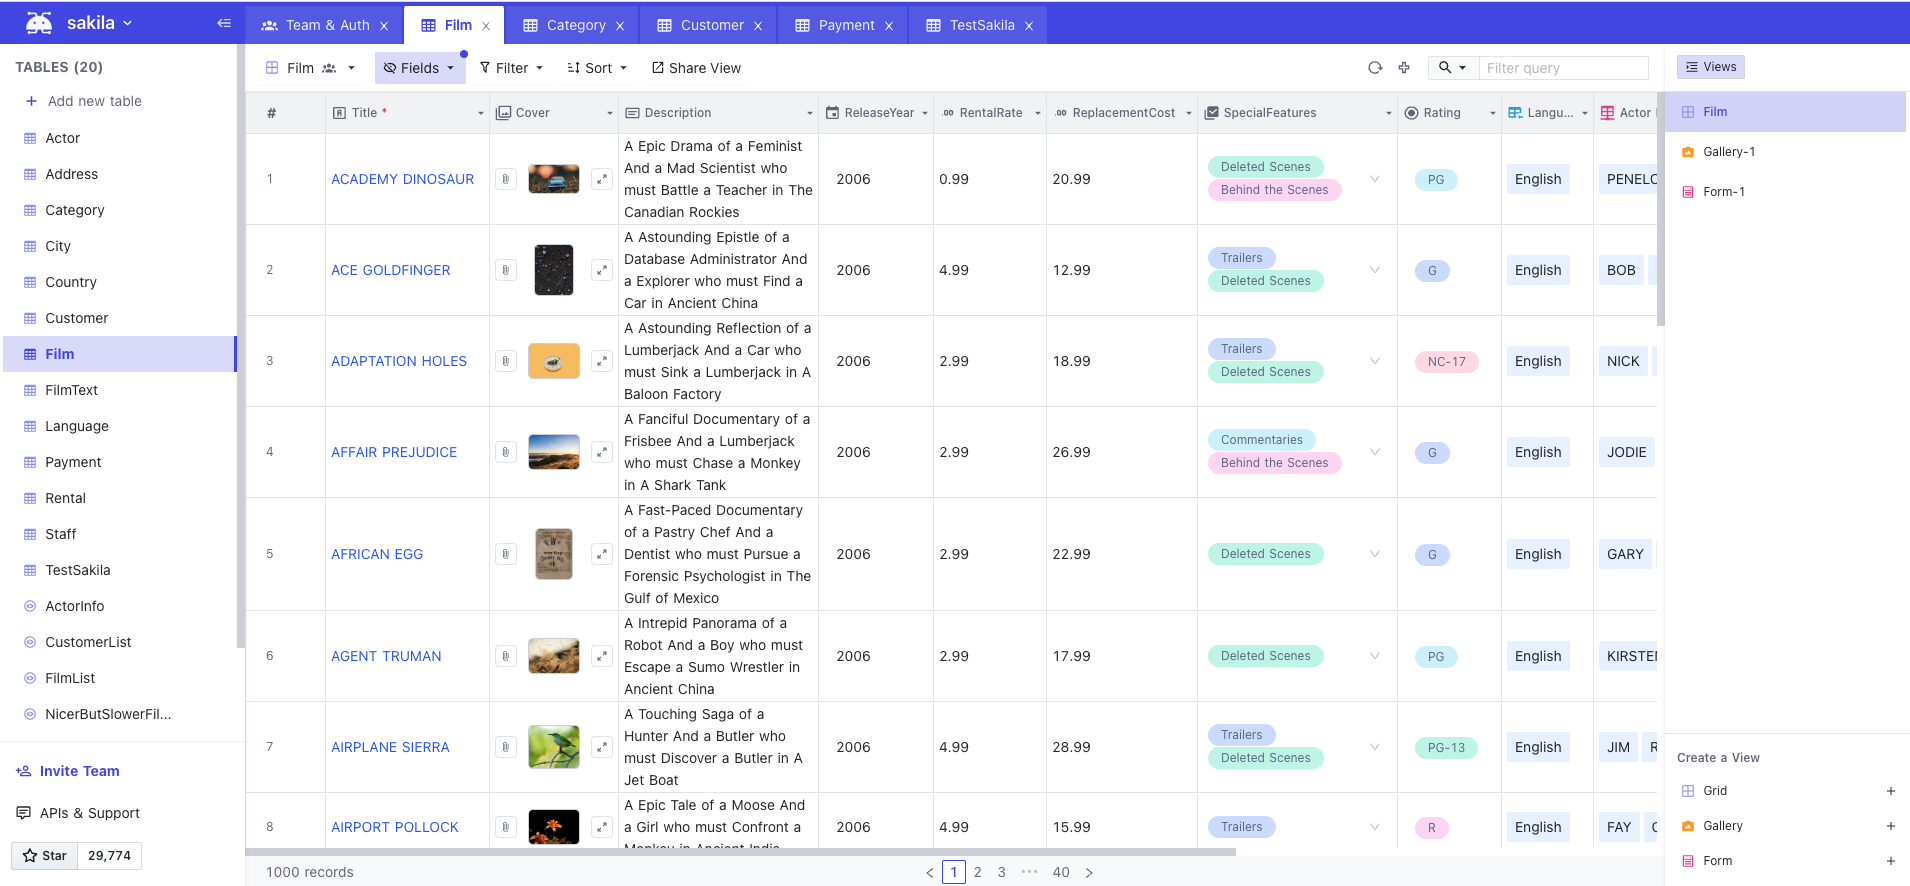 sakila
Team & Auth
Film
Category
Customer
Payment
TestSakila
TABLES (20)
Add new table
Actor
Address
Category
City
Country
Customer
Film
FilmText
Language
Payment
Rental
Staff
TestSakila
ActorInfo
CustomerList
FilmList
NicerButSlowerFil...
Invite Team
APIs & Support
Star 29,774
Film Fields Filter Sort Share View Filter query
# Title * Cover Description ReleaseYear RentalRate ReplacementCost SpecialFeatures Rating Langu... Actor
1 ACADEMY DINOSAUR
A Epic Drama of a Feminist
And a Mad Scientist who
must Battle a Teacher in The
Canadian Rockies
2006 0.99 20.99
Deleted Scenes
Behind the Scenes
PG English PENELO
2 ACE GOLDFINGER
A Astounding Epistle of a
Database Administrator And
a Explorer who must Find a
Car in Ancient China
2006 4.99 12.99
Trailers
Deleted Scenes
G English BOB
3 ADAPTATION HOLES
A Astounding Reflection of a
Lumberjack And a Car who
must Sink a Lumberjack in A
Baloon Factory
2006 2.99 18.99
Trailers
Deleted Scenes
NC-17 English NICK
4 AFFAIR PREJUDICE
A Fanciful Documentary of a
Frisbee And a Lumberjack
who must Chase a Monkey
in A Shark Tank
2006 2.99 26.99
Commentaries
Behind the Scenes
G English JODIE
5 AFRICAN EGG
A Fast-Paced Documentary
of a Pastry Chef And a
Dentist who must Pursue a
Forensic Psychologist in The
Gulf of Mexico
2006 2.99 22.99
Deleted Scenes
G English GARY
6 AGENT TRUMAN
A Intrepid Panorama of a
Robot And a Boy who must
Escape a Sumo Wrestler in
Ancient China
2006 2.99 17.99
Deleted Scenes
PG English KIRSTEN
7 AIRPLANE SIERRA
A Touching Saga of a
Hunter And a Butler who
must Discover a Butler in A
Jet Boat
2006 4.99 28.99
Trailers
Deleted Scenes
PG-13 English JIM R
8 AIRPORT POLLOCK
A Epic Tale of a Moose And
a Girl who must Confront a
Monkey in Ancient India
2006 4.99 15.99
Trailers
R English FAY
1000 records
< 1 2 3 ••• 40 >
Views
Film
Gallery-1
Form-1
Create a View
Grid +
Gallery +
Form +